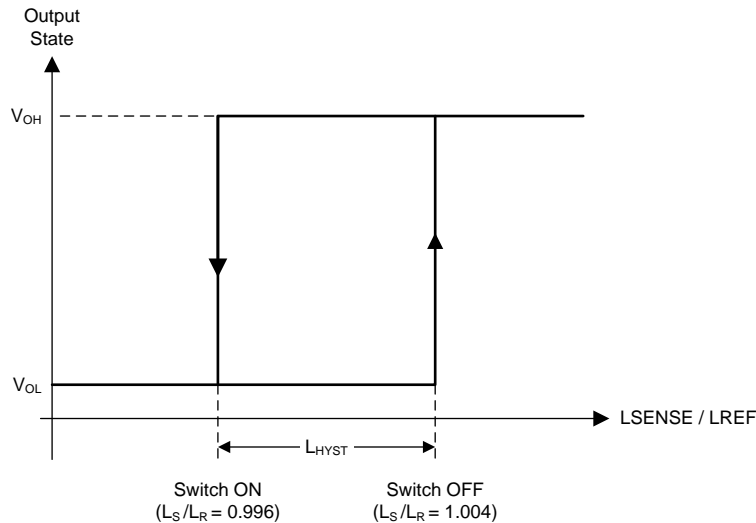 Output
State
VOH
VOL
LSENSE / LREF
LHYST
Switch ON
(LS/LR = 0.996)
Switch OFF
(LS/LR = 1.004)